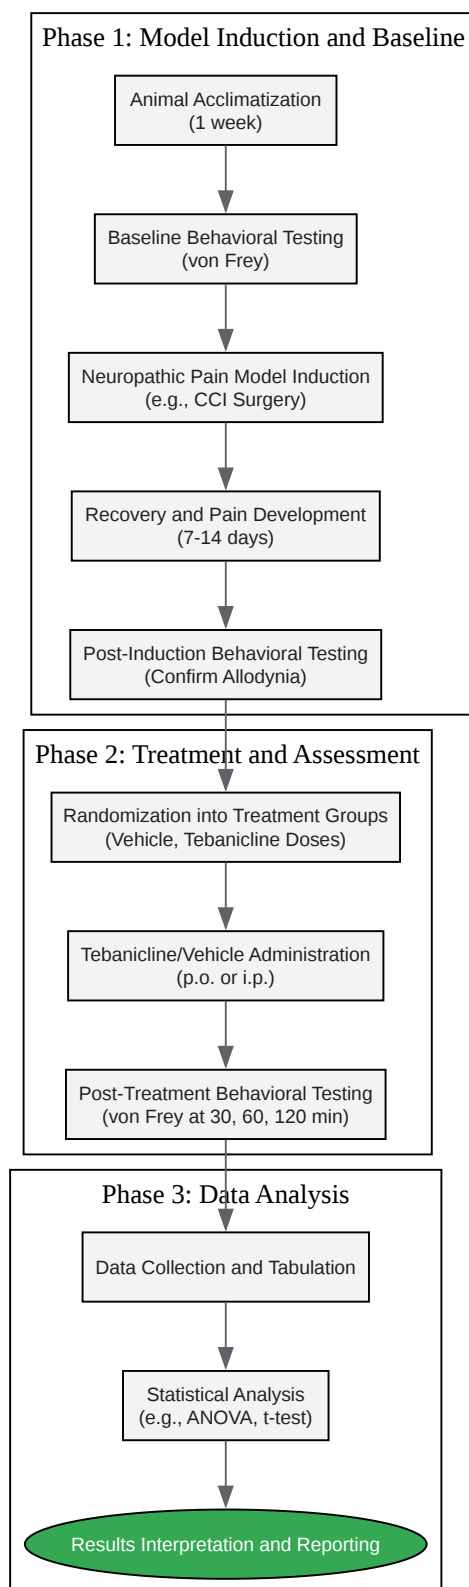 Phase 1: Model Induction and Baseline
Animal Acclimatization
(1 week)
Baseline Behavioral Testing
(von Frey)
Neuropathic Pain Model Induction
(e.g., CCI Surgery)
Recovery and Pain Development
(7-14 days)
Post-Induction Behavioral Testing
(Confirm Allodynia)
Phase 2: Treatment and Assessment
Randomization into Treatment Groups
(Vehicle, Tebanicline Doses)
Tebanicline/Vehicle Administration
(p.o. or i.p.)
Post-Treatment Behavioral Testing
(von Frey at 30, 60, 120 min)
Phase 3: Data Analysis
Data Collection and Tabulation
Statistical Analysis
(e.g., ANOVA, t-test)
Results Interpretation and Reporting